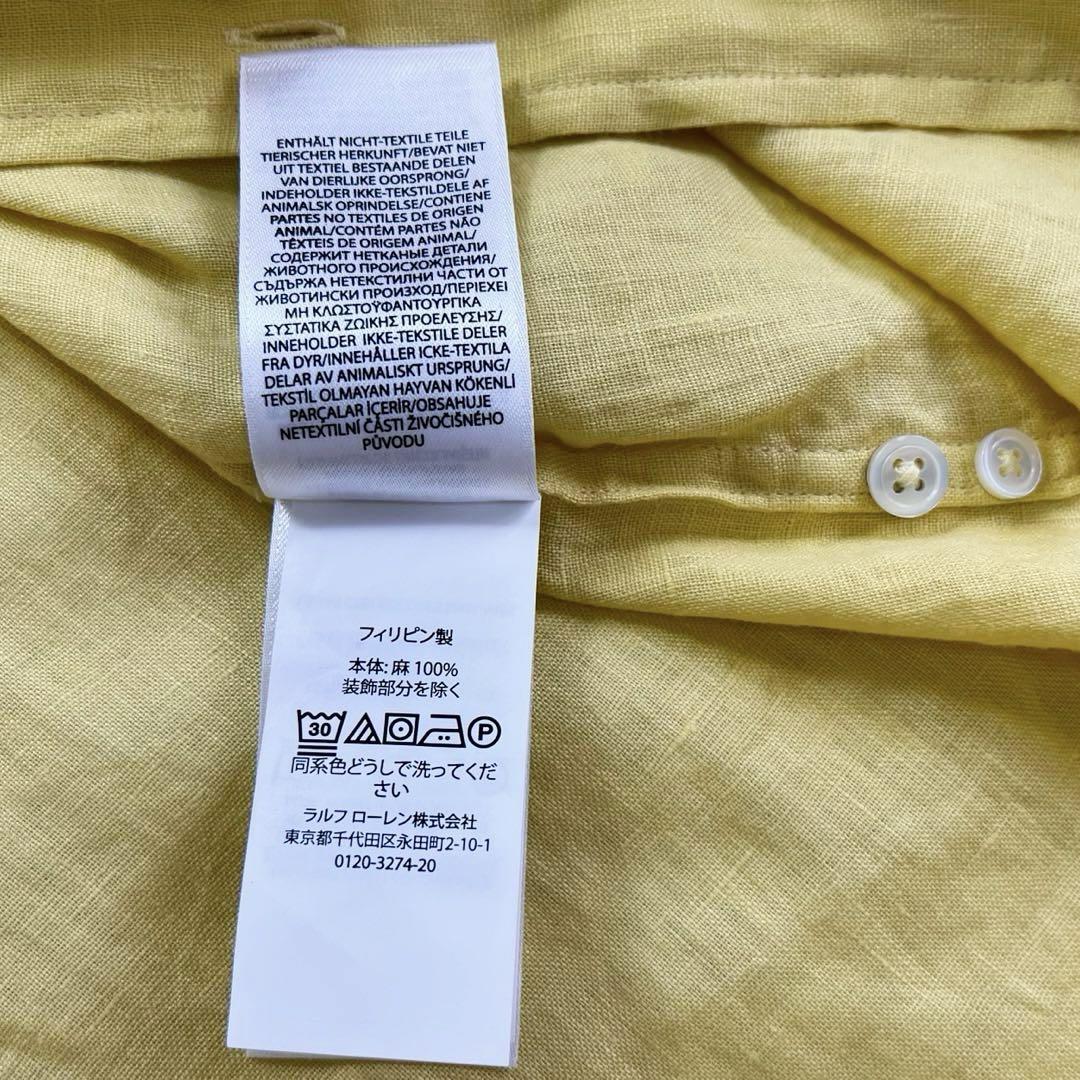 ENTHÄLT NICHT-TEXTILE TEILE
TIERISCHER HERKUNFT/BEVAT NIET
UIT TEXTIEL BESTAANDE DELEN
VAN DIERLIJKE OORSPRONG/
INDEHOLDER IKKE-TEKSTILDELE AF
ANIMALSK OPRINDELSE/CONTIENE
PARTES NO TEXTILES DE ORIGEN
ANIMAL/CONTÉM PARTES NÃO
TÊXTEIS DE ORIGEM ANIMAL/
СОДЕРЖИТ НЕТКАНЫЕ ДЕТАЛИ
ЖИВОТНОГО ПРОИСХОЖДЕНИЯ/
СЪДЪРЖА НЕТЕКСТИЛНИ ЧАСТИ ОТ
ЖИВОТИНСКИ ПРОИЗХОД/ΠΕΡΙΕΧΕΙ
ΜΗ ΚΛΩΣΤΟΫΦΑΝΤΟΥΡΓΙΚΑ
ΣΥΣΤΑΤΙΚΑ ΖΩΙΚΗΣ ΠΡΟΕΛΕΥΣΗΣ/
INNEHOLDER IKKE-TEKSTILE DELER
FRA DYR/INNEHÅLLER ICKE-TEXTILA
DELAR AV ANIMALISKT URSPRUNG/
TEKSTİL OLMAYAN HAYVAN KÖKENLİ
PARÇALAR İÇERİR/OBSAHUJE
NETEXTILNÍ ČÁSTI ŽIVOČIŠNÉHO
PŮVODU
フィリピン製
本体: 麻 100%
装飾部分を除く
30 P
同系色どうしで洗ってくだ
さい
ラルフ ローレン株式会社
東京都千代田区永田町2-10-1
0120-3274-20